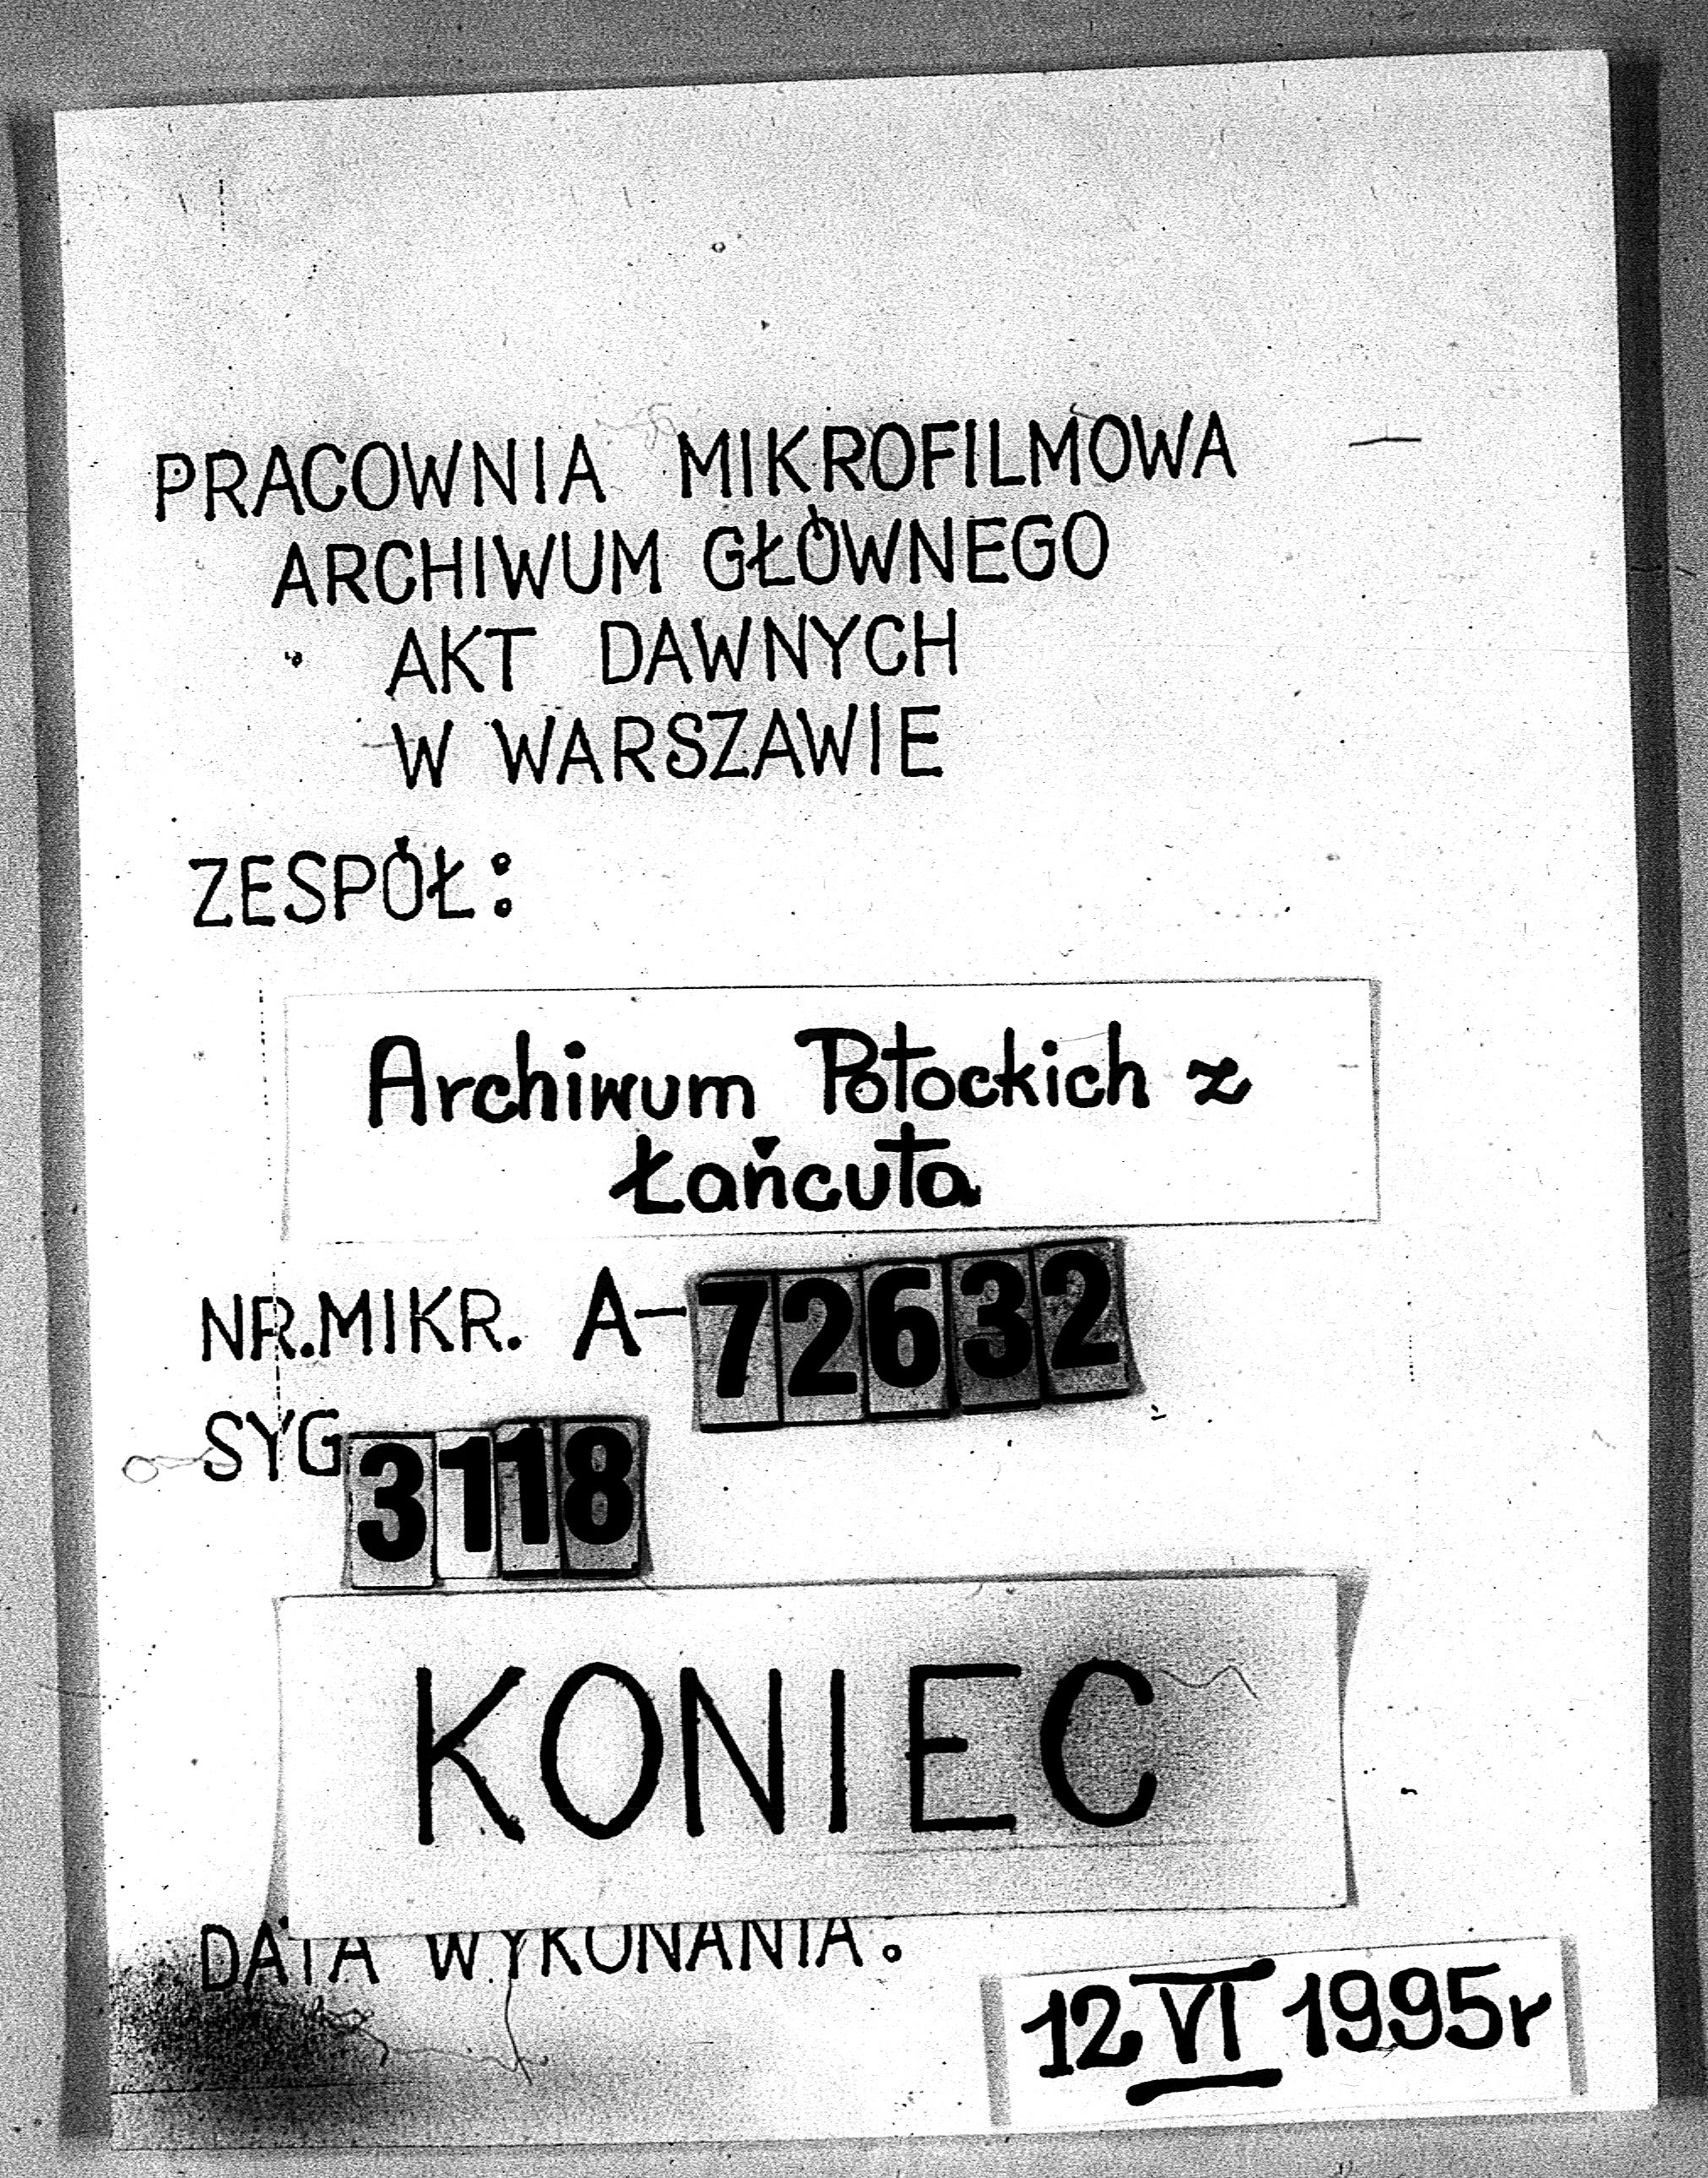 PRACOWNIA MIKROFILMOWA
ARCHIWUM GŁÓWNEGO
AKT DAWNYCH
W WARSZAWIE
ZESPÓŁ:
Archiwum Potockich z
Łańcuta
NR.MIKR. A-72632
SYG 3118
KONIEC
DATA WYKONANIA:
12 VI 1995r